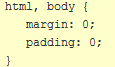 html, body {
    margin: 0;
    padding: 0;
}